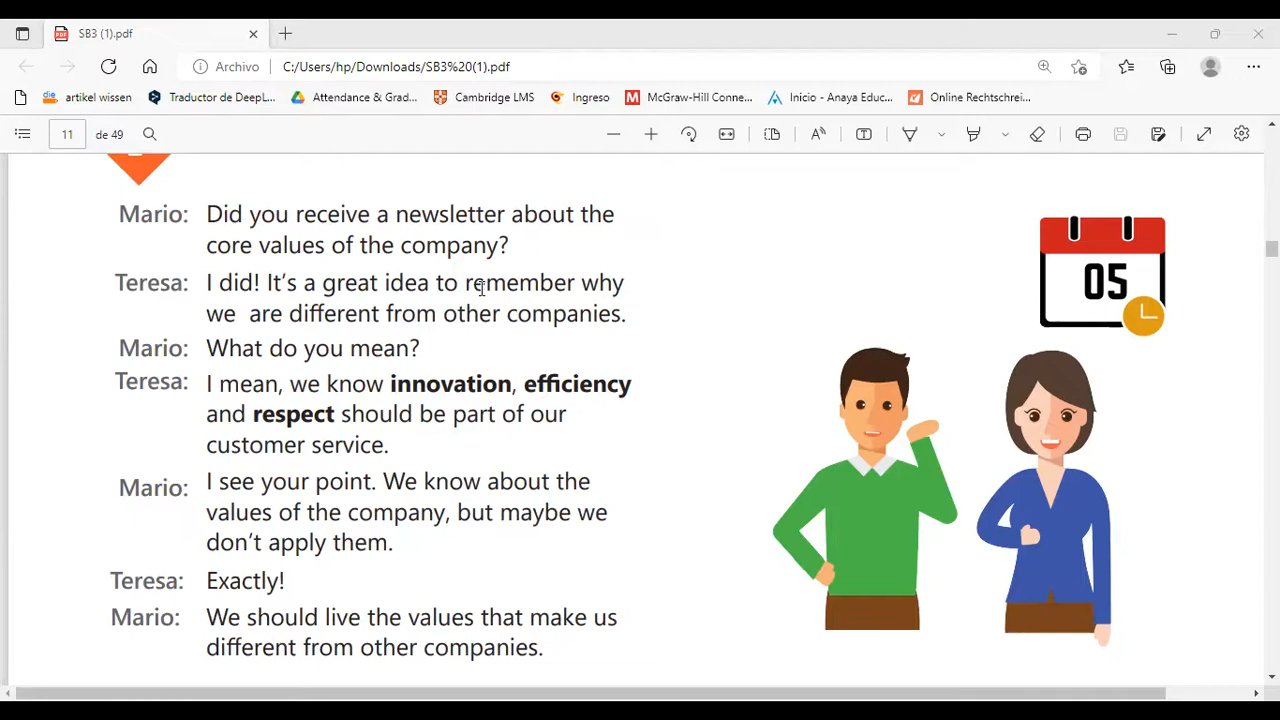 SB3 (1).pdf
Archivo C:/Users/hp/Downloads/SB3%20(1).pdf
artikel wissen Traductor de DeepL... Attendance & Grad... Cambridge LMS Ingreso McGraw-Hill Conne... Inicio - Anaya Educ... Online Rechtschrei...
11 de 49
Mario: Did you receive a newsletter about the
core values of the company?
Teresa: I did! It's a great idea to remember why
we are different from other companies.
Mario: What do you mean?
Teresa: I mean, we know innovation, efficiency
and respect should be part of our
customer service.
Mario: I see your point. We know about the
values of the company, but maybe we
don't apply them.
Teresa: Exactly!
Mario: We should live the values that make us
different from other companies.
05